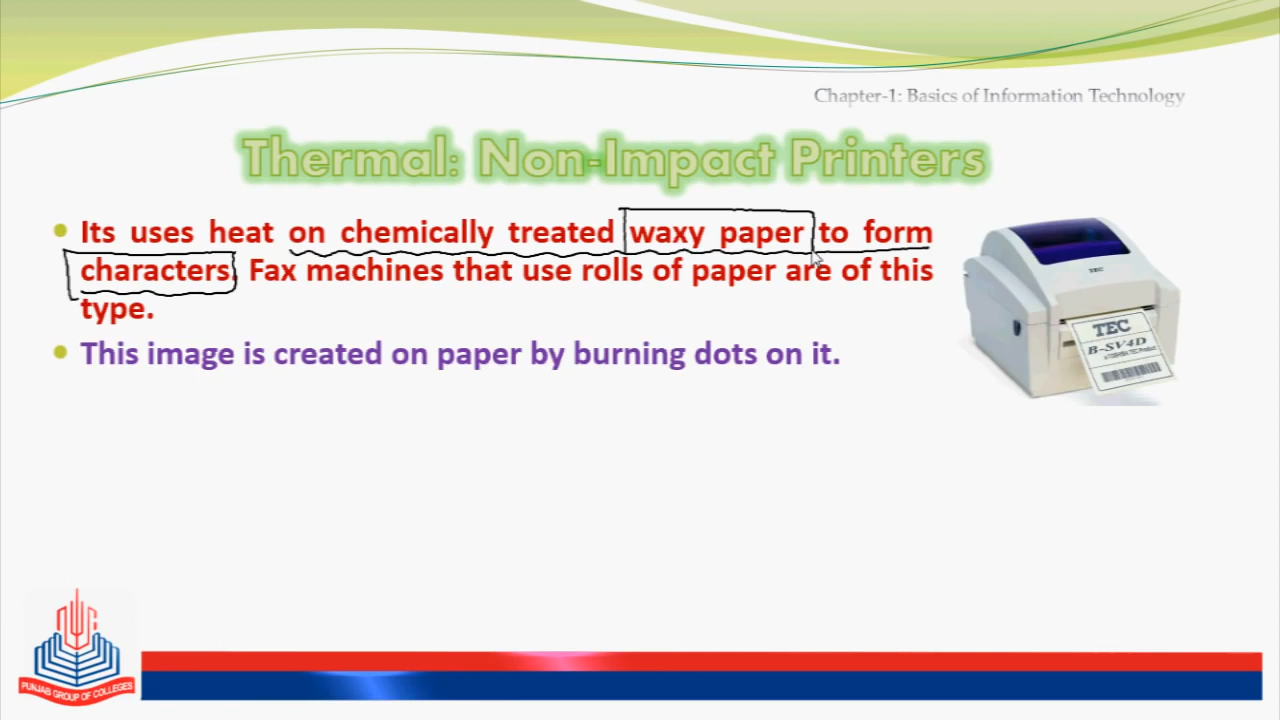 Chapter-1: Basics of Information Technology
Thermal: Non-Impact Printers
Its uses heat on chemically treated waxy paper to form
characters. Fax machines that use rolls of paper are of this
type.
This image is created on paper by burning dots on it.
TEC
TEC
B-SV4D
PUNJAB GROUP OF COLLEGES